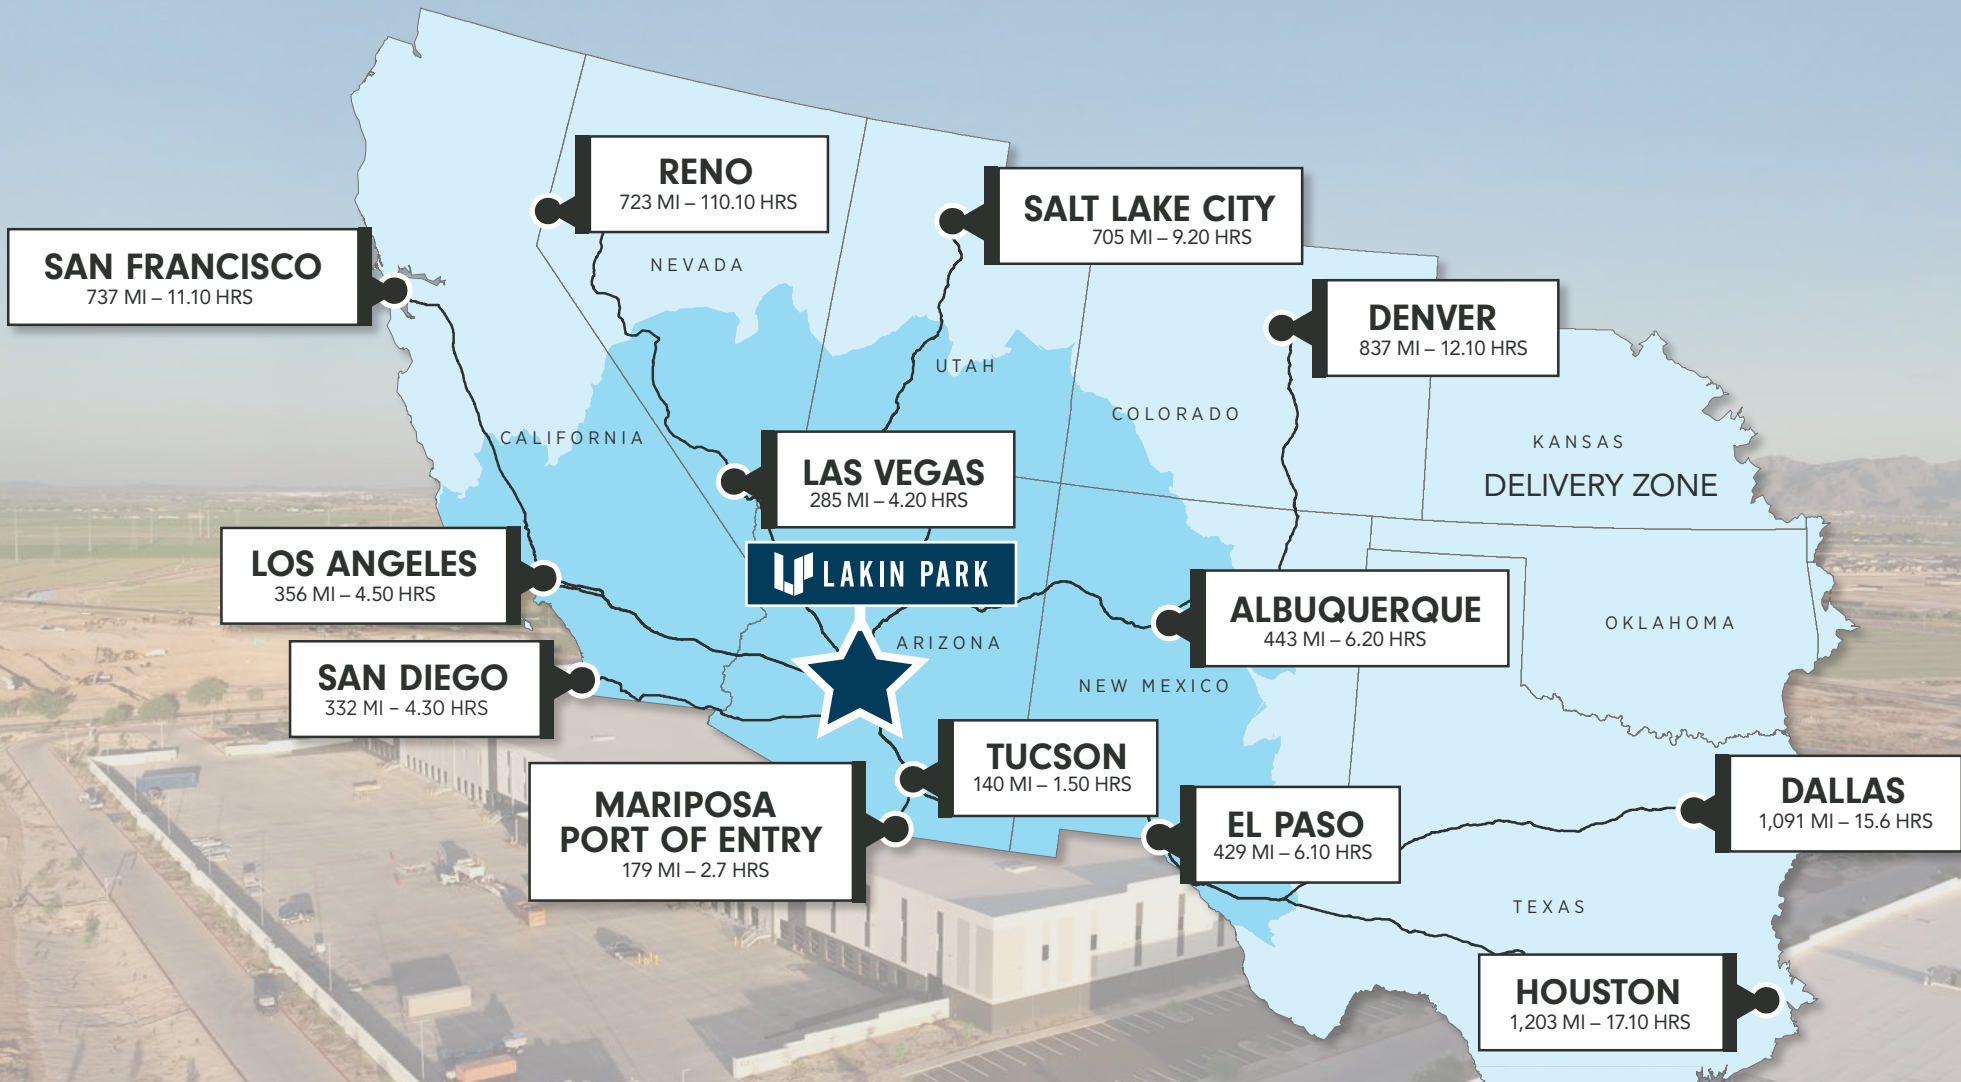 RENO
723 MI – 110.10 HRS
SALT LAKE CITY
705 MI – 9.20 HRS
SAN FRANCISCO
737 MI – 11.10 HRS
NEVADA
DENVER
837 MI – 12.10 HRS
UTAH
COLORADO
CALIFORNIA
KANSAS
DELIVERY ZONE
LAS VEGAS
285 MI – 4.20 HRS
LOS ANGELES
356 MI – 4.50 HRS
LAKIN PARK
ALBUQUERQUE
443 MI – 6.20 HRS
OKLAHOMA
ARIZONA
SAN DIEGO
332 MI – 4.30 HRS
NEW MEXICO
TUCSON
140 MI – 1.50 HRS
MARIPOSA
PORT OF ENTRY
179 MI – 2.7 HRS
EL PASO
429 MI – 6.10 HRS
DALLAS
1,091 MI – 15.6 HRS
TEXAS
HOUSTON
1,203 MI – 17.10 HRS